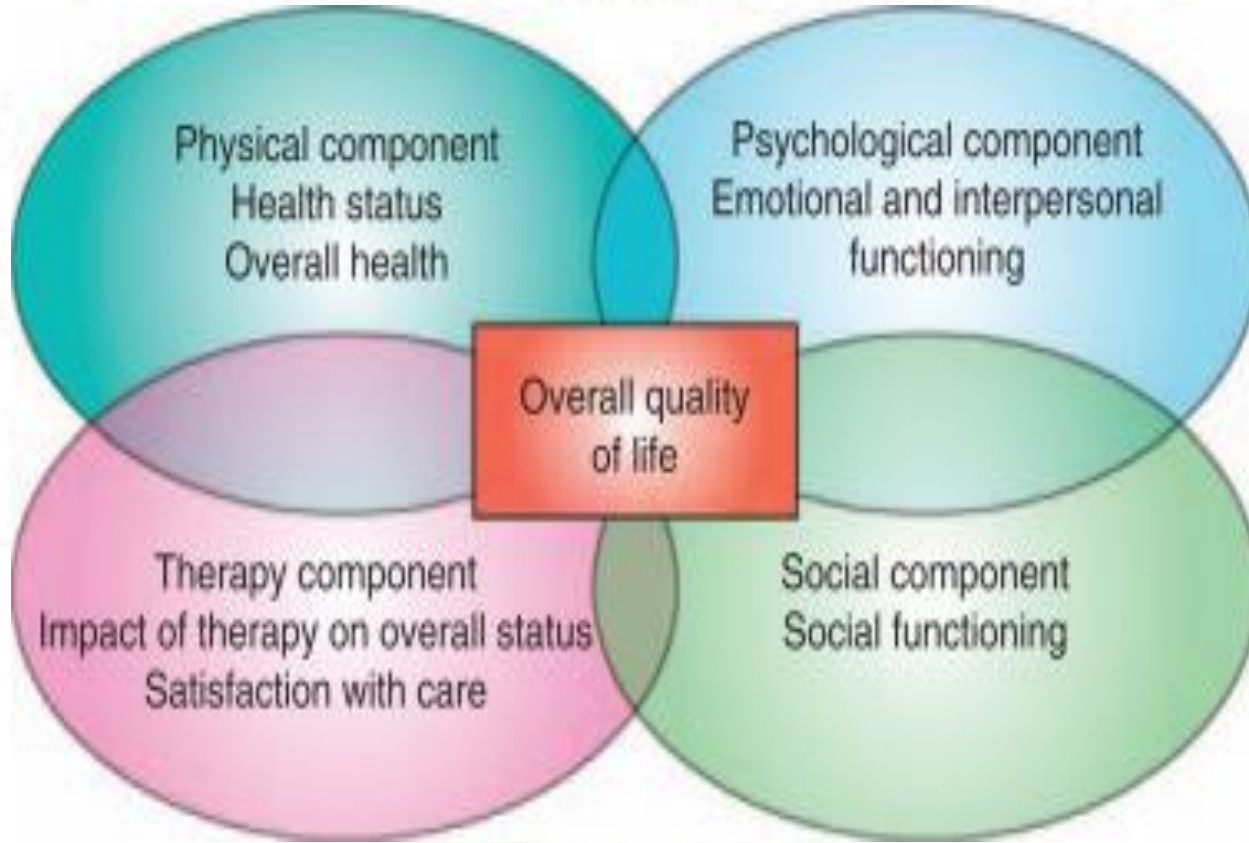 Physical component
Health status
Overall health
Psychological component
Emotional and interpersonal
functioning
Overall quality
of life
Therapy component
Impact of therapy on overall status
Satisfaction with care
Social component
Social functioning